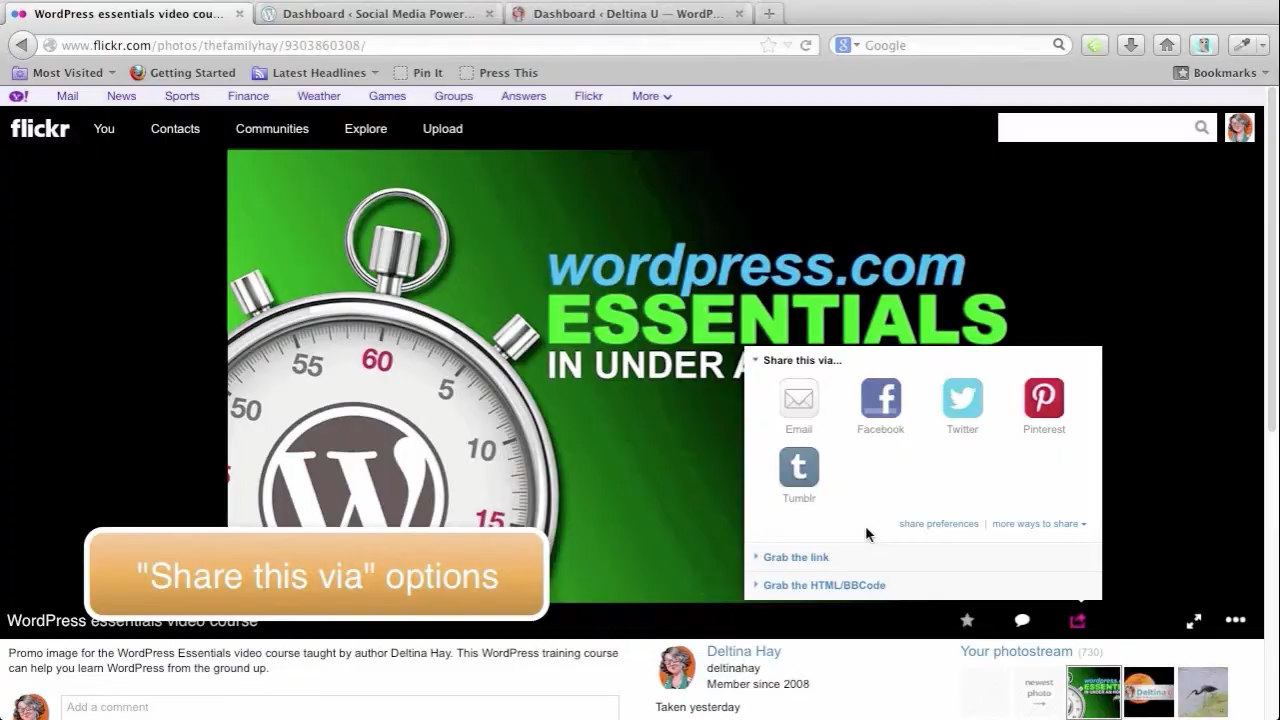 WordPress essentials video cou...
Dashboard ‹ Social Media Power...
Dashboard ‹ Deltina U — WordP...
www.flickr.com/photos/thefamilyhay/9303860308/
Google
Most Visited
Getting Started
Latest Headlines
Pin It
Press This
Bookmarks
Y!
Mail
News
Sports
Finance
Weather
Games
Groups
Answers
Flickr
More
flickr
You
Contacts
Communities
Explore
Upload
wordpress.com
ESSENTIALS
IN UNDER A
50
55
60
5
10
15
W
Share this via...
Email
Facebook
Twitter
Pinterest
Tumblr
share preferences | more ways to share
Grab the link
Grab the HTML/BBCode
"Share this via" options
WordPress essentials video course
Promo image for the WordPress Essentials video course taught by author Deltina Hay. This WordPress training course
can help you learn WordPress from the ground up.
Add a comment
Deltina Hay
deltinahay
Member since 2008
Taken yesterday
Your photostream (730)
newest
photo
wordpress.com
Deltina